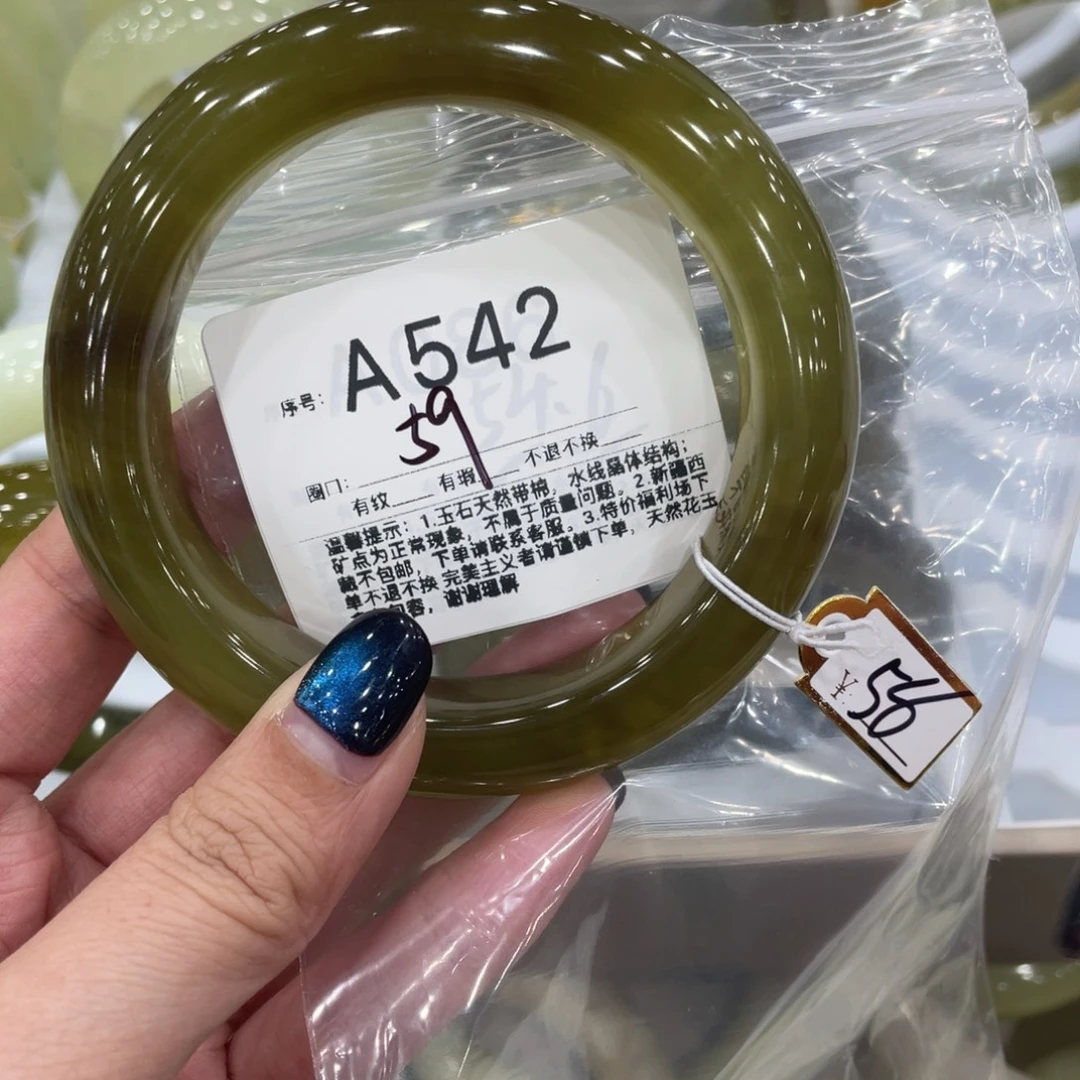 序号: A542
59
圈口:
有纹 有瑕 不退不换
温馨提示：1.玉石天然带棉，水线晶体结构；
矿点为正常现象，不属于质量问题。2.新疆西
藏不包邮，下单请联系客服。3.特价福利场下
单不退不换 完美主义者请谨慎下单， 天然花玉
包容，谢谢理解
¥: 56